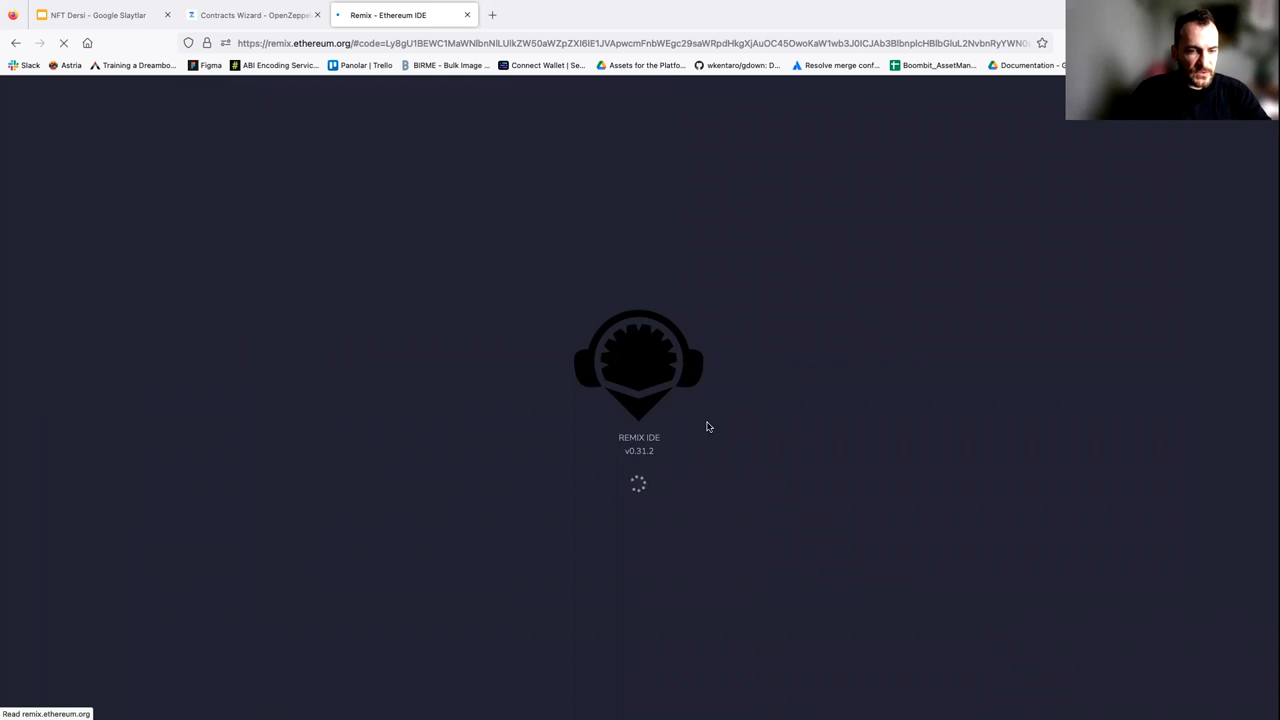 NFT Dersi - Google Slaytlar
Contracts Wizard - OpenZeppe
Remix - Ethereum IDE
https://remix.ethereum.org/#code=
Slack
Astria
Training a Dreambo...
Figma
ABI Encoding Servic...
Panolar | Trello
BIRME - Bulk Image ...
Connect Wallet | Se...
Assets for the Platfo...
wkentaro/gdown: D...
Resolve merge conf...
Boombit_AssetMan...
Documentation - G
REMIX IDE
v0.31.2
Read remix.ethereum.org